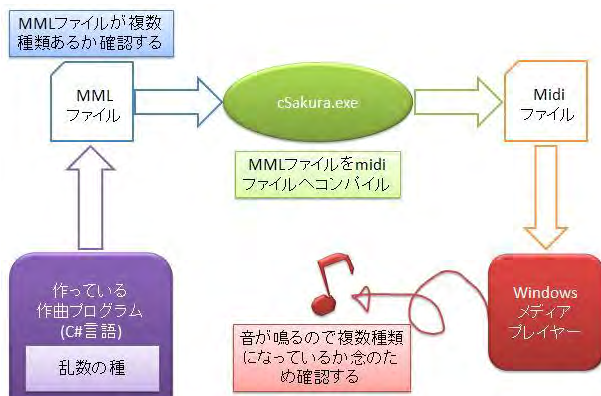 MMLファイルが複数
種類あるか確認する
MML
ファイル
cSakura.exe
Midi
ファイル
MMLファイルをmidi
ファイルへコンパイル
作っている
作曲プログラム
(C#言語)
乱数の種
音が鳴るので複数種類
になっているか念のた
め確認する
Windows
メディア
プレイヤー